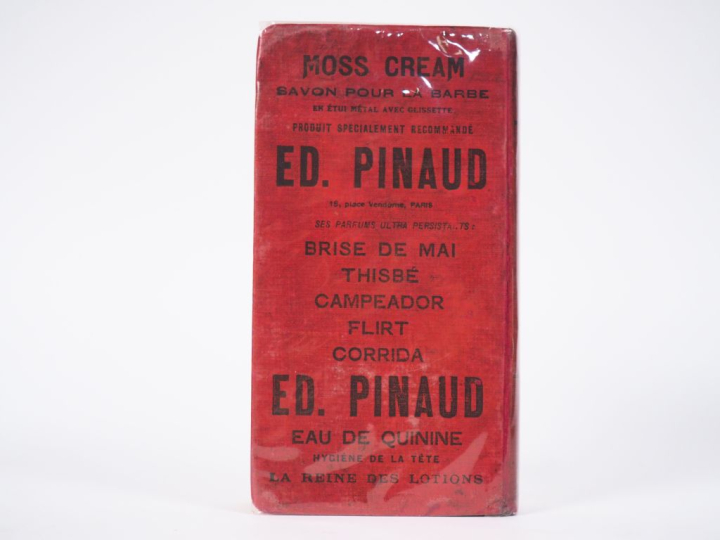 MOSS CREAM
SAVON POUR LA BARBE
EN ÉTUI MÉTAL AVEC GLISSETTE
PRODUIT SPÉCIALEMENT RECOMMANDÉ
ED. PINAUD
18, place Vendôme, PARIS
SES PARFUMS ULTRA PERSISTANTS :
BRISE DE MAI
THISBÉ
CAMPEADOR
FLIRT
CORRIDA
ED. PINAUD
EAU DE QUININE
HYGIÈNE DE LA TÊTE
LA REINE DES LOTIONS